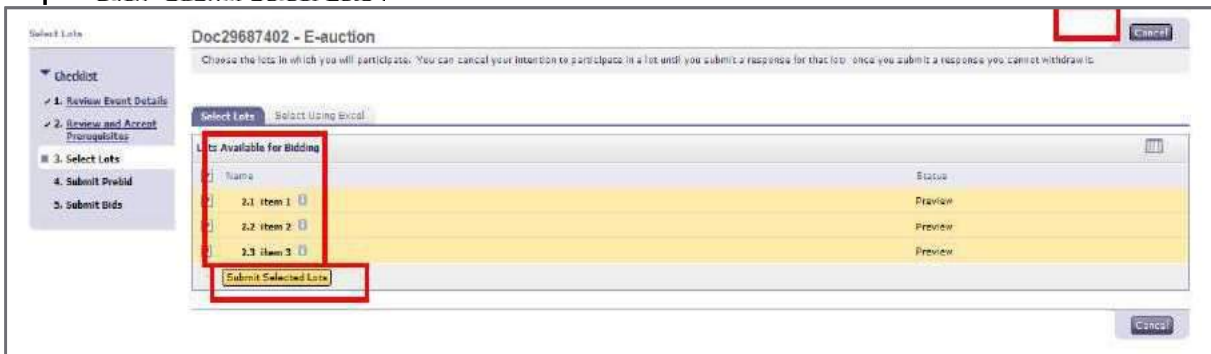 Select Lots
Doc29687402 - E-auction
Cancel
Choose the lots in which you will participate. You can cancel your intention to participate in a lot until you submit a response for that lot; once you submit a response you cannot withdraw it.
Checklist
1. Review Event Details
2. Review and Accept
Prerequisites
3. Select Lots
4. Submit Prebid
5. Submit Bids
Select Lots
Select Using Excel
Lots Available for Bidding
Name
Status
2.1 item 1
Preview
2.2 item 2
Preview
2.3 item 3
Preview
Submit Selected Lots
Cancel